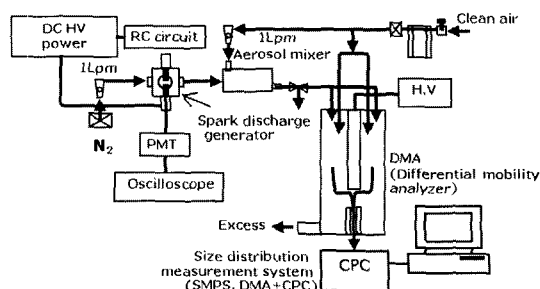 DC HV
power
RC circuit
1Lpm
N2
Spark discharge
generator
PMT
Oscilloscope
1Lpm
Aerosol mixer
Clean air
H.V
DMA
(Differential mobility
analyzer)
Excess
Size distribution
measurement system
(SMPS, DMA+CPC)
CPC